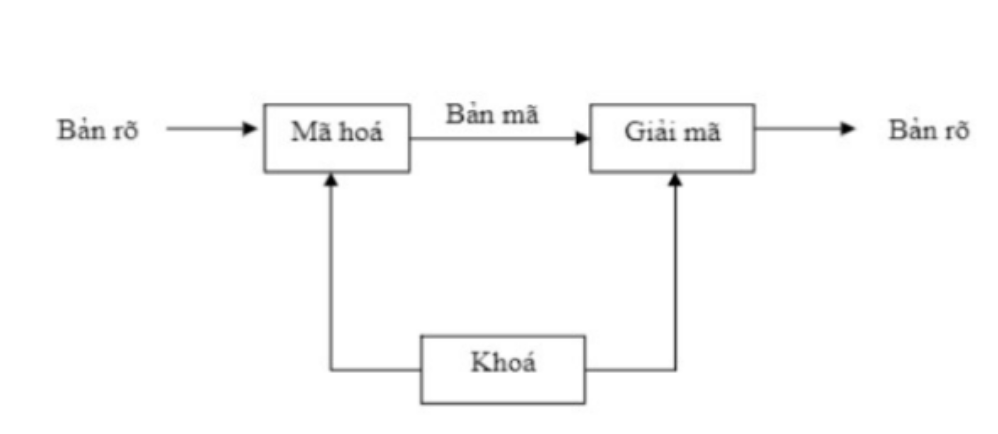 Bản rõ
Mã hoá
Bản mã
Giải mã
Bản rõ
Khoá